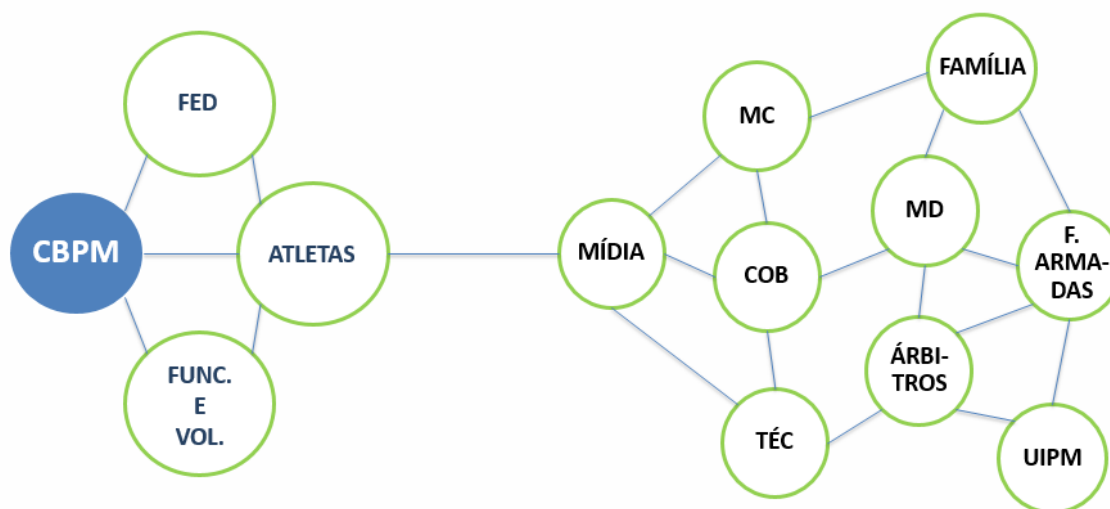 FED
CBPM
ATLETAS
FUNC.
E
VOL.
MÍDIA
MC
COB
TÉC
FAMÍLIA
MD
F.
ARMA-
DAS
ÁRBI-
TROS
UIPM